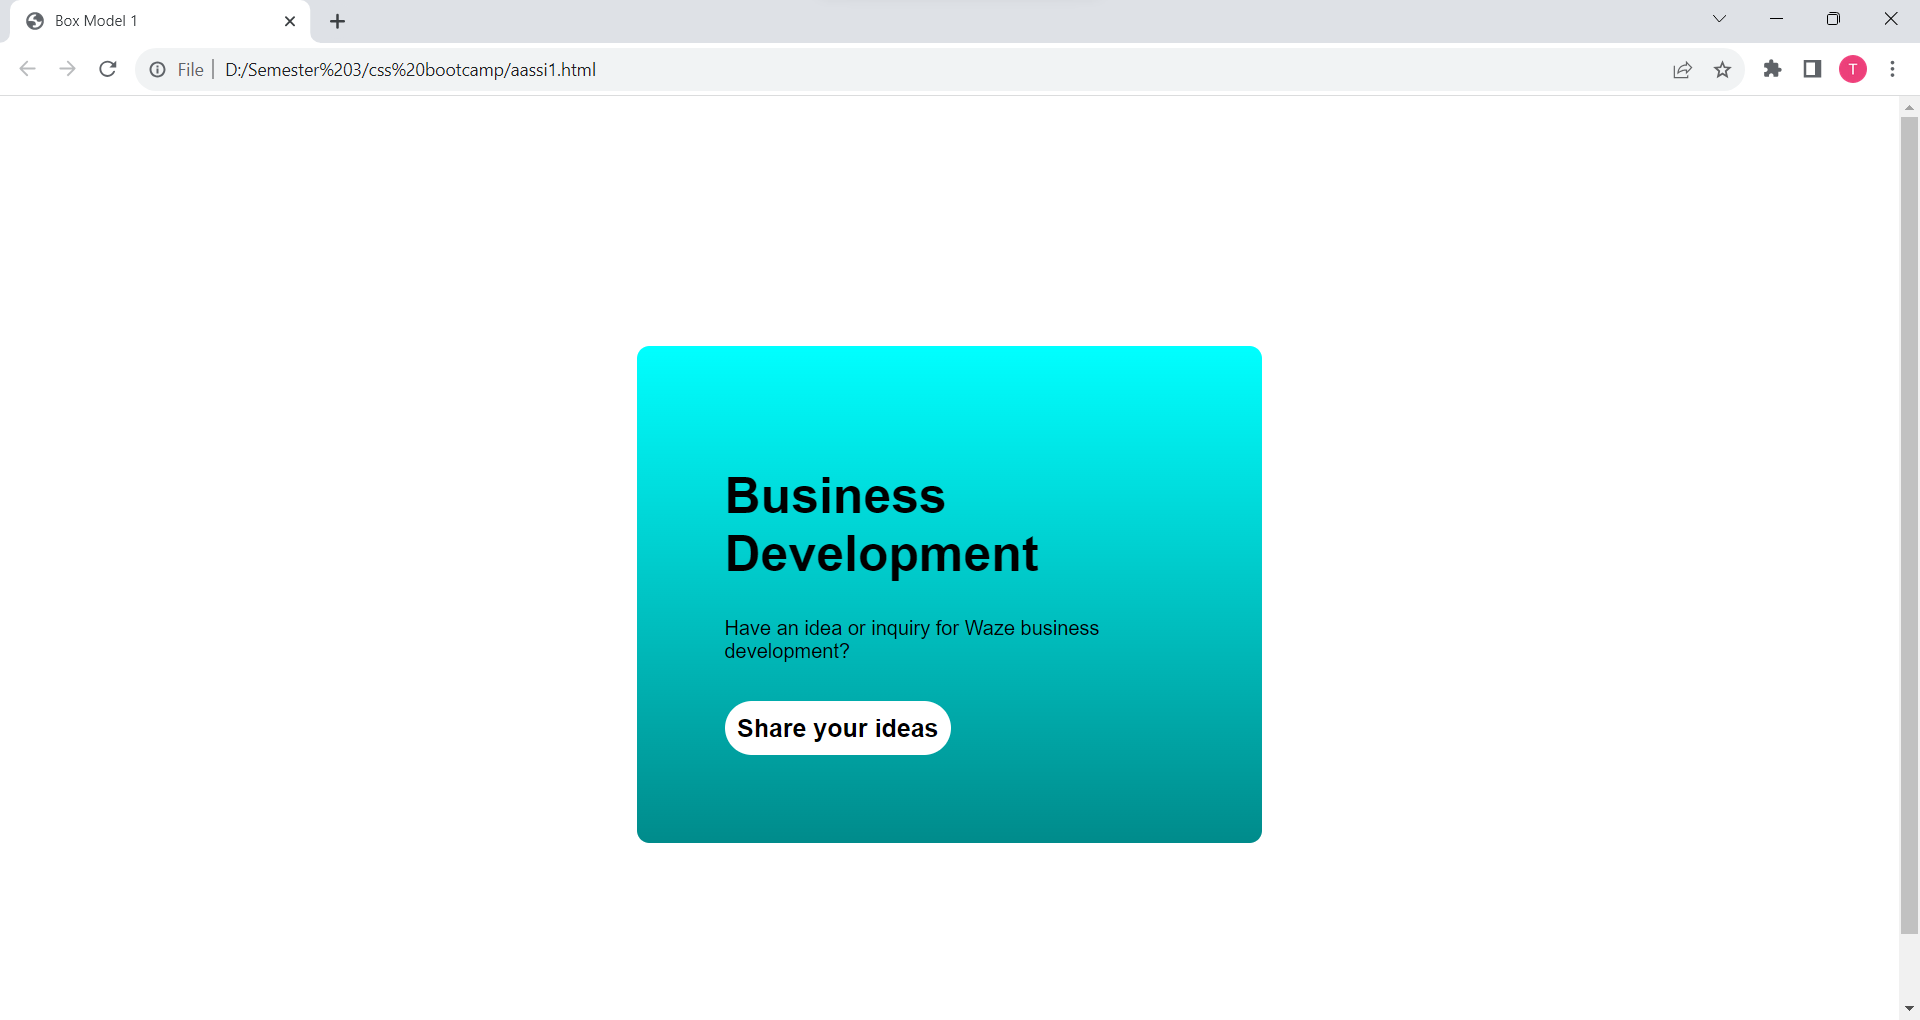 Box Model 1
File D:/Semester%203/css%20bootcamp/aassi1.html
T
Business
Development
Have an idea or inquiry for Waze business
development?
Share your ideas